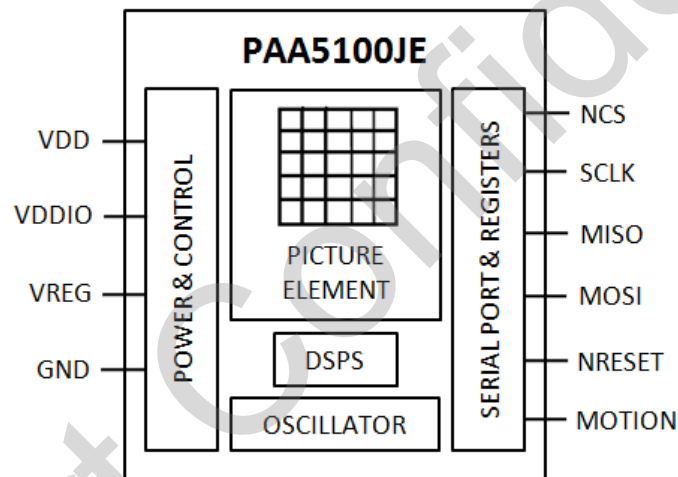 PAA5100JE
VDD
VDDIO
VREG
GND
POWER & CONTROL
PICTURE
ELEMENT
DSPS
OSCILLATOR
SERIAL PORT & REGISTERS
NCS
SCLK
MISO
MOSI
NRESET
MOTION